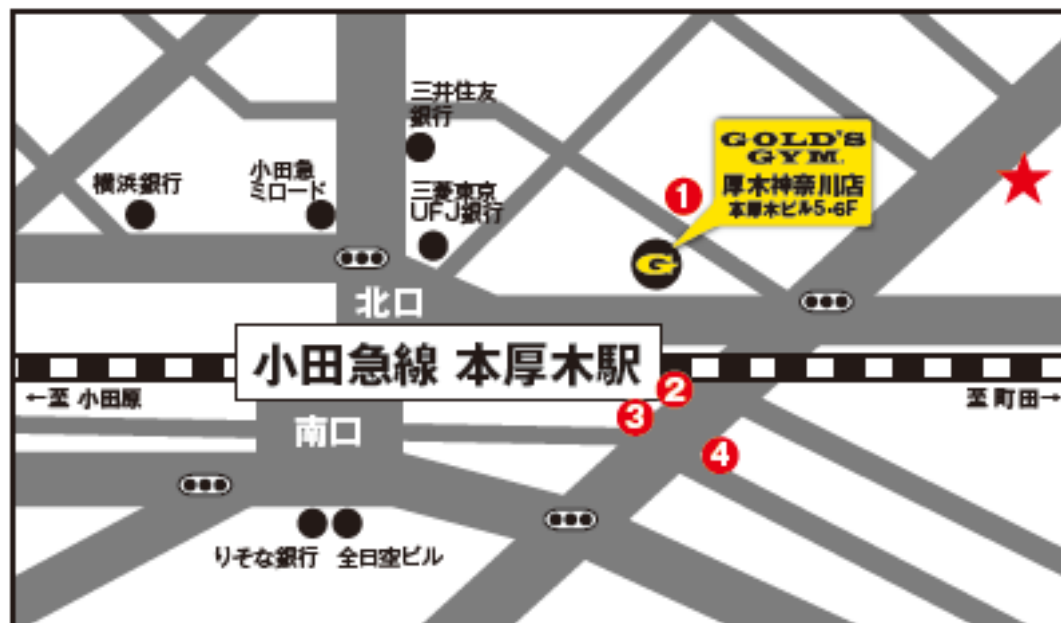 三井住友
銀行
GOLD'S
GYM.
厚木神奈川店
本厚木ビル5・6F
横浜銀行
小田急
ミロード
三菱東京
UFJ銀行
1
G
北口
小田急線 本厚木駅
←至 小田原
至 町田→
2
3
南口
4
りそな銀行
全日空ビル